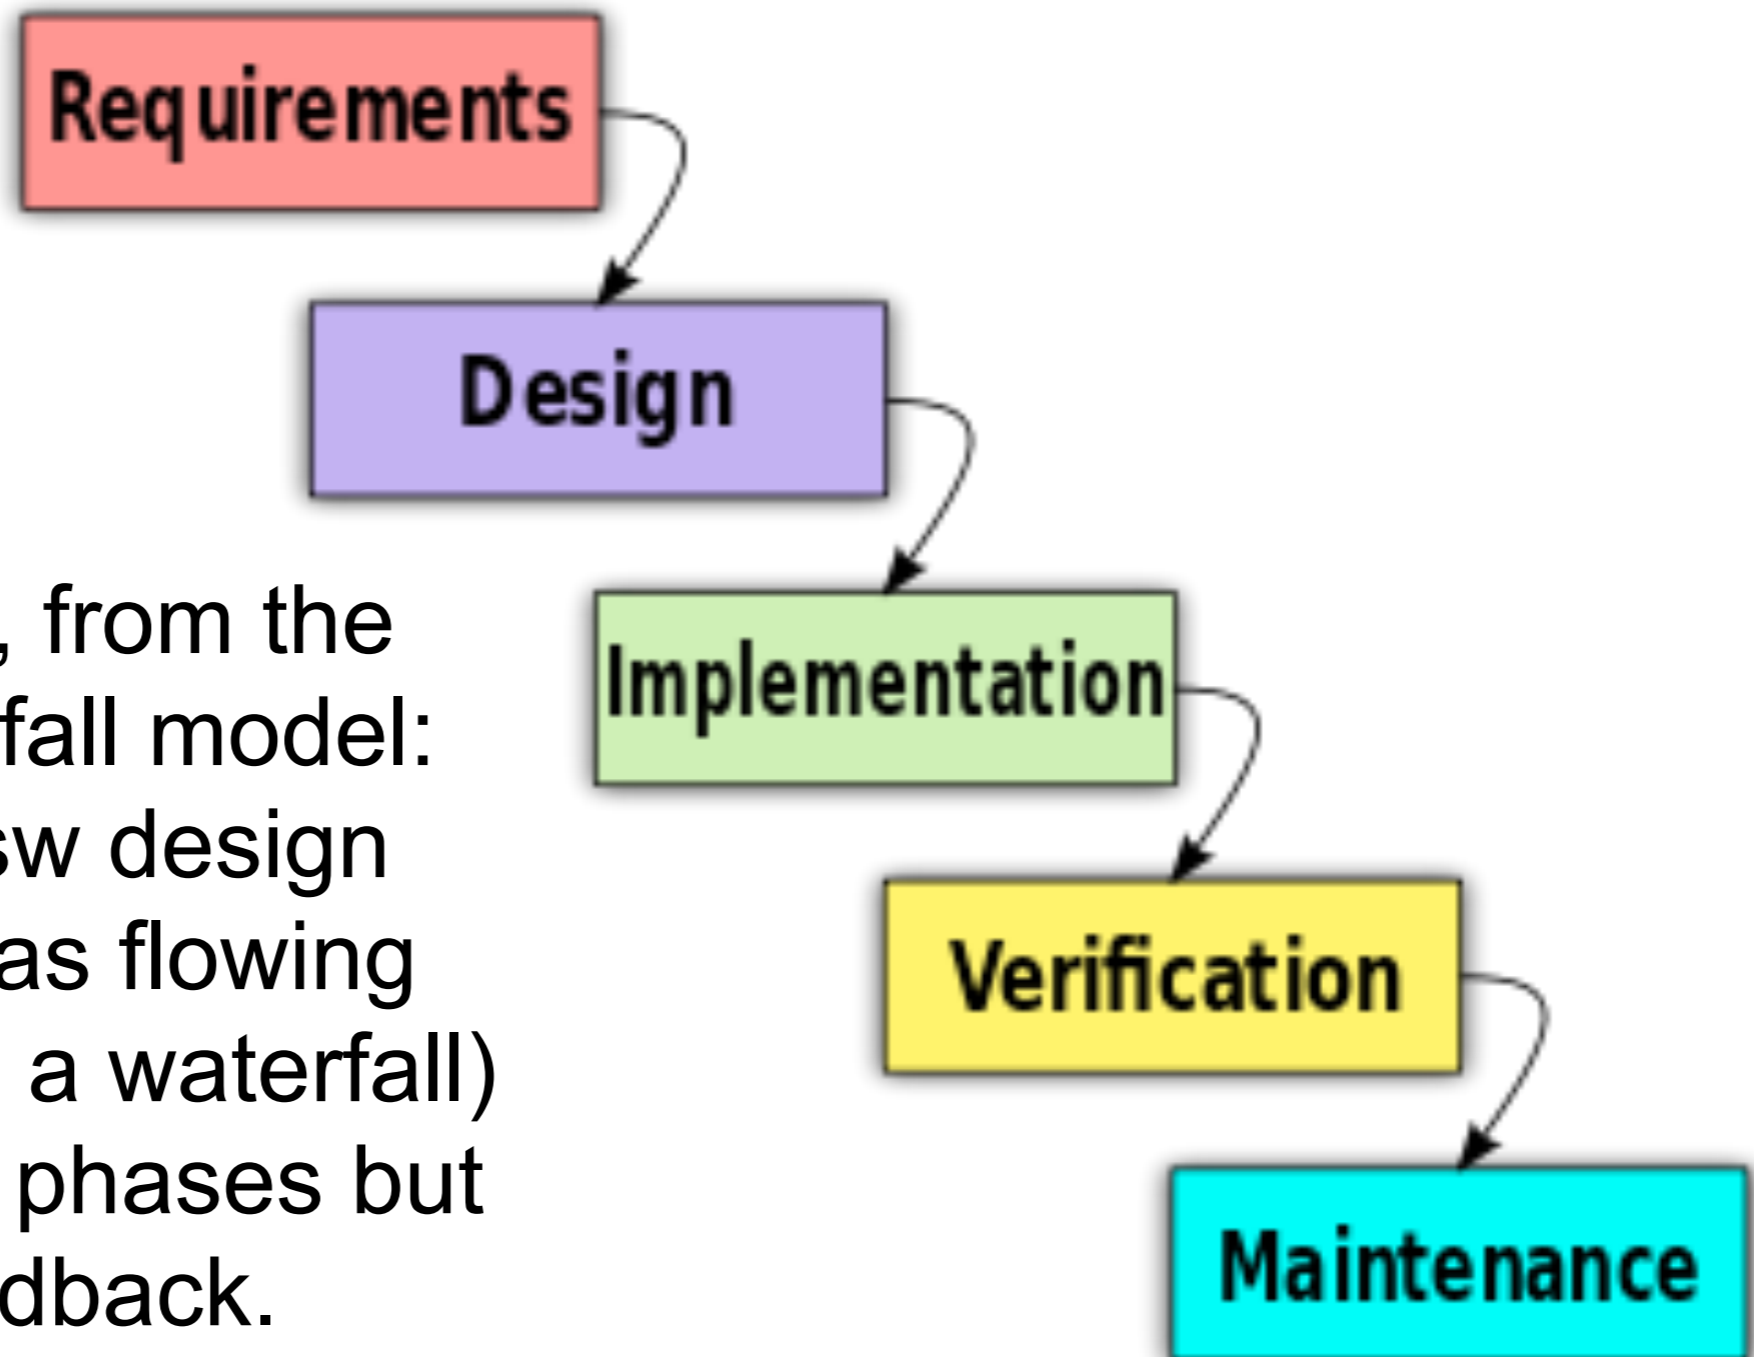 Requirements
Design
Implementation
Verification
Maintenance
, from the
fall model:
sw design
as flowing
a waterfall)
phases but
dback.